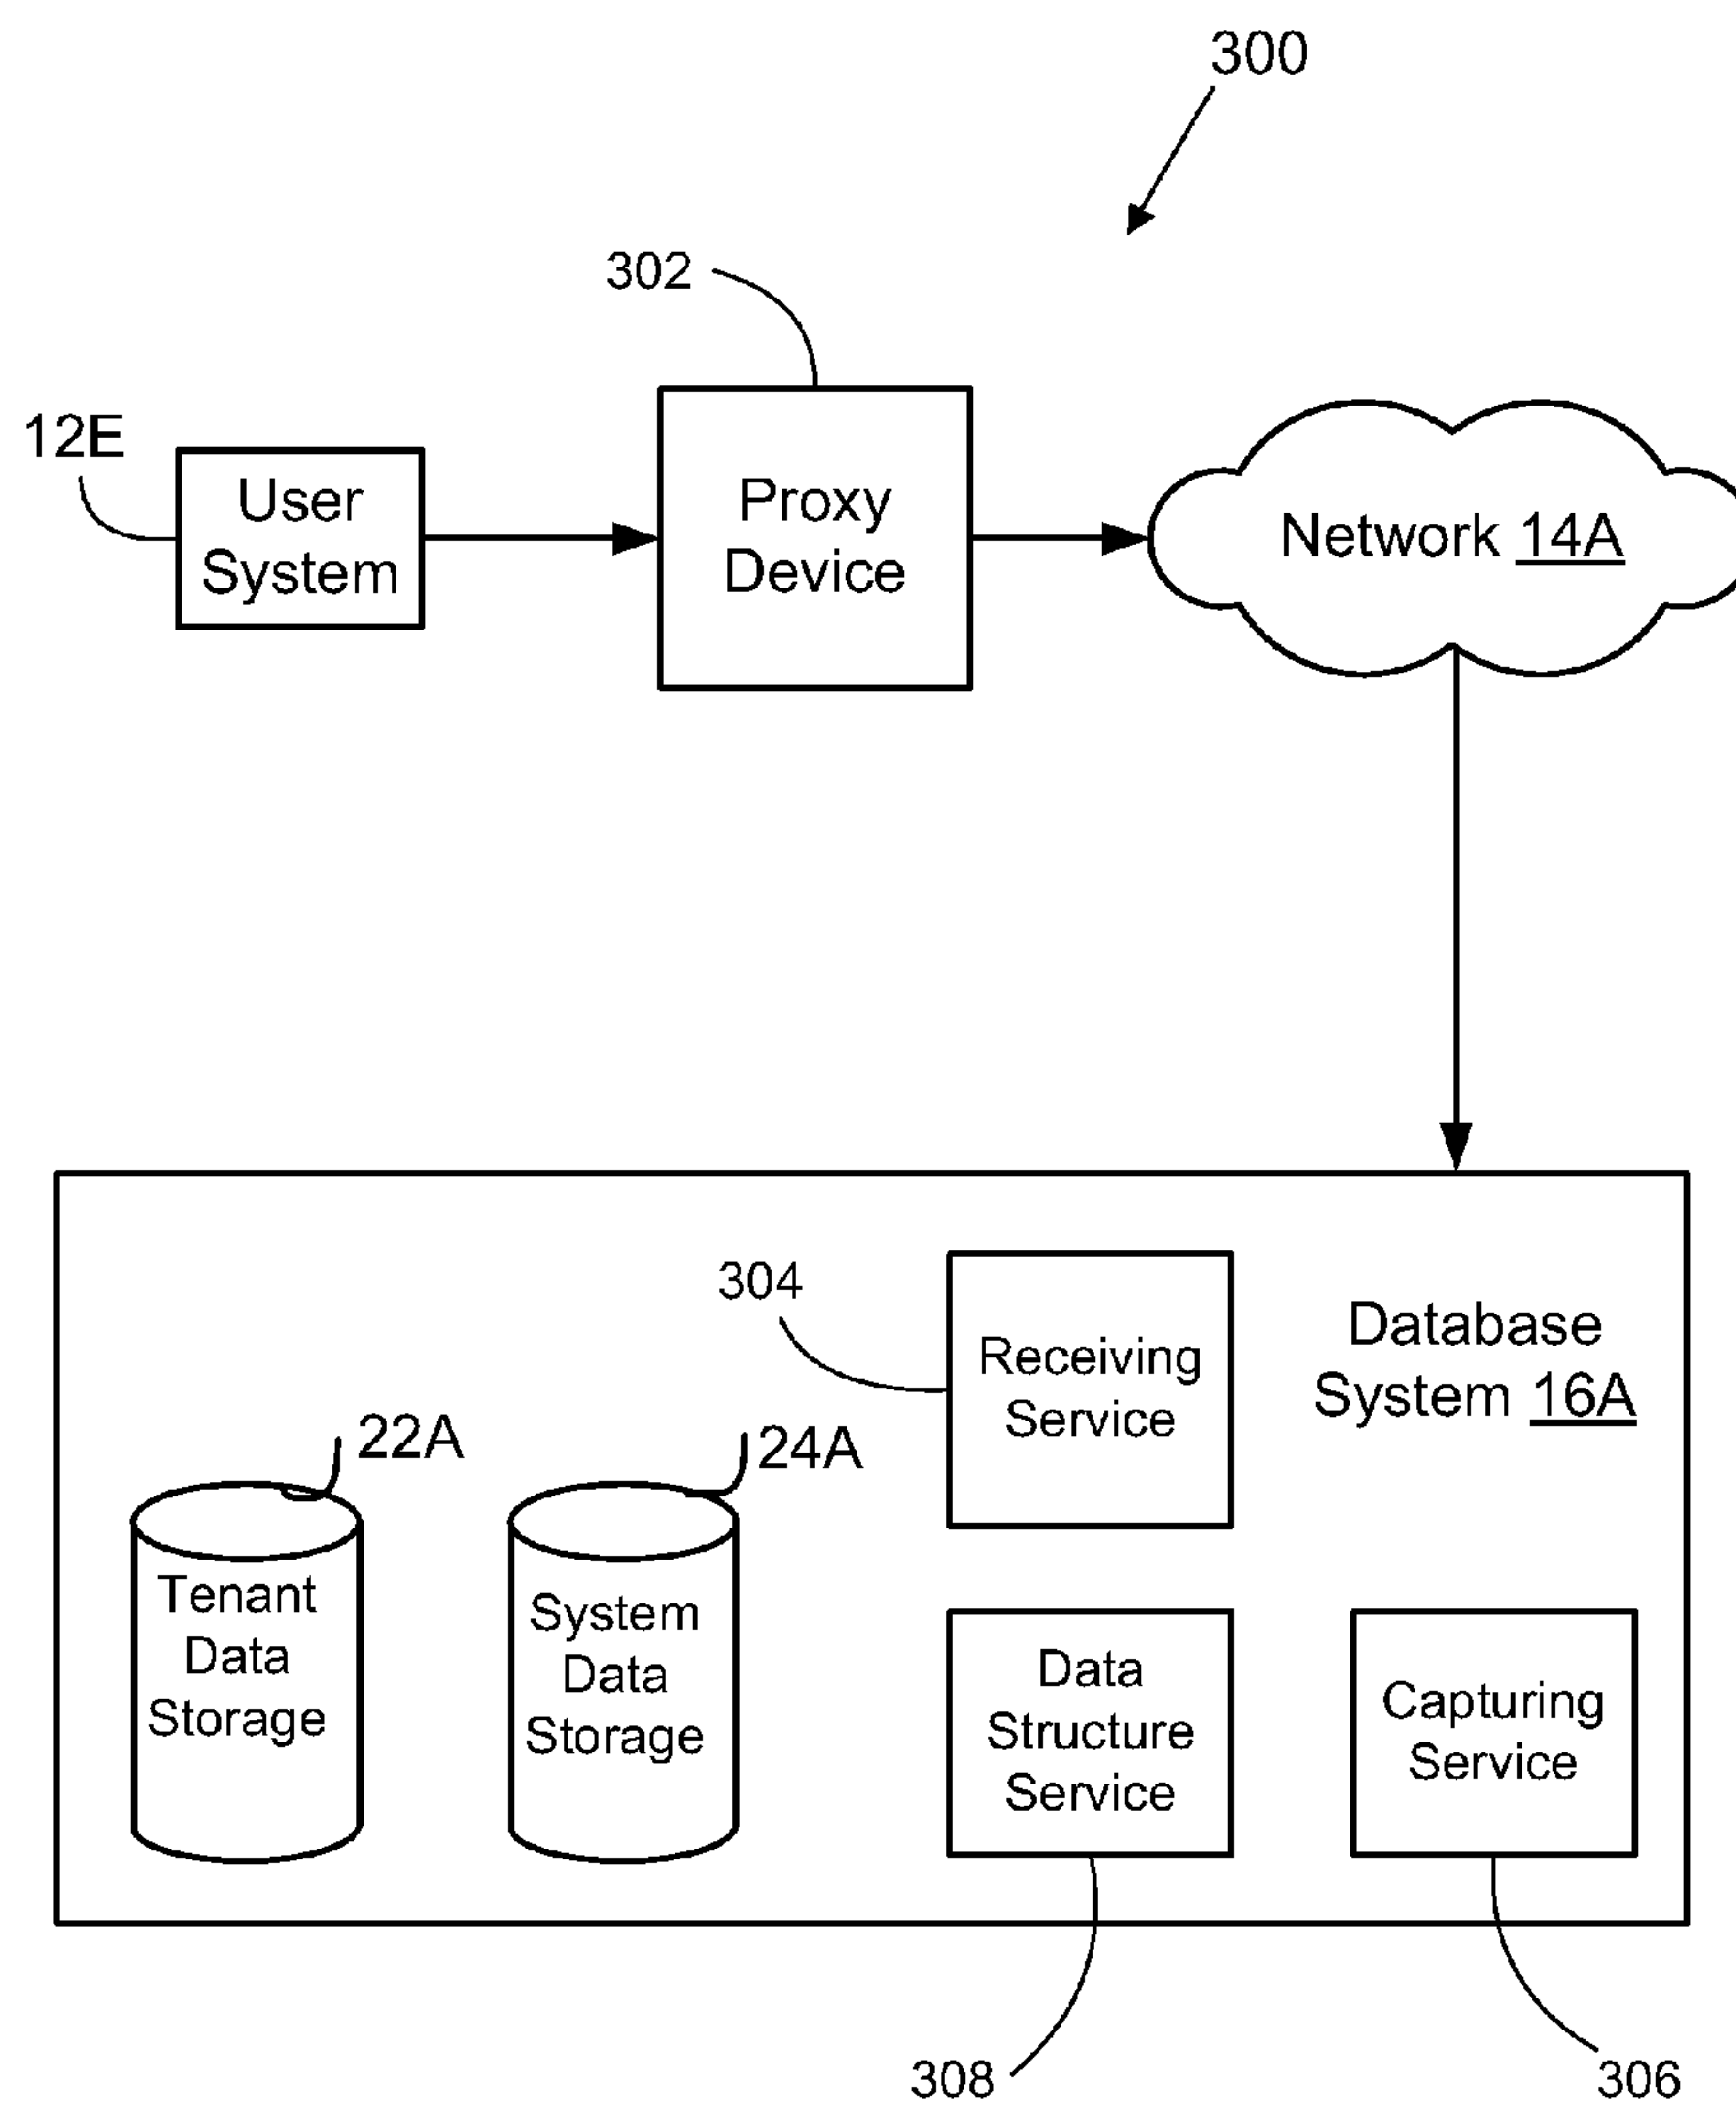 300
302
12E
User
System
Proxy
Device
Network 14A
304
Receiving
Service
Database
System 16A
22A
24A
Tenant
Data
Storage
System
Data
Storage
Data
Structure
Service
Capturing
Service
308
306